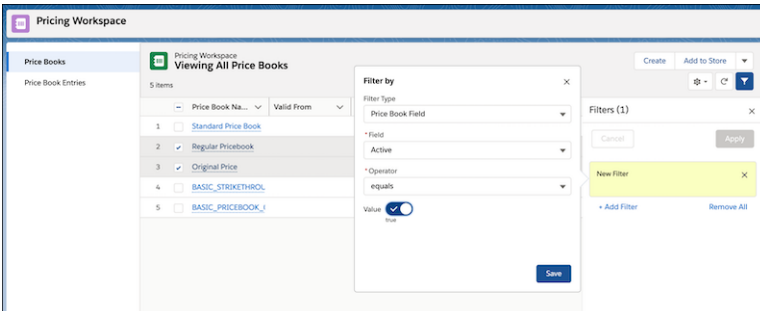 Pricing Workspace
Price Books
Price Book Entries
Pricing Workspace
Viewing All Price Books
5 items
Create
Add to Store
Price Book Na...
Valid From
1
Standard Price Book
2
Regular Pricebook
3
Original Price
4
BASIC_STRIKETHROU
5
BASIC_PRICEBOOK_
Filter by
Filter Type
Price Book Field
*Field
Active
*Operator
equals
Value
true
Save
Filters (1)
Cancel
Apply
New Filter
+ Add Filter
Remove All